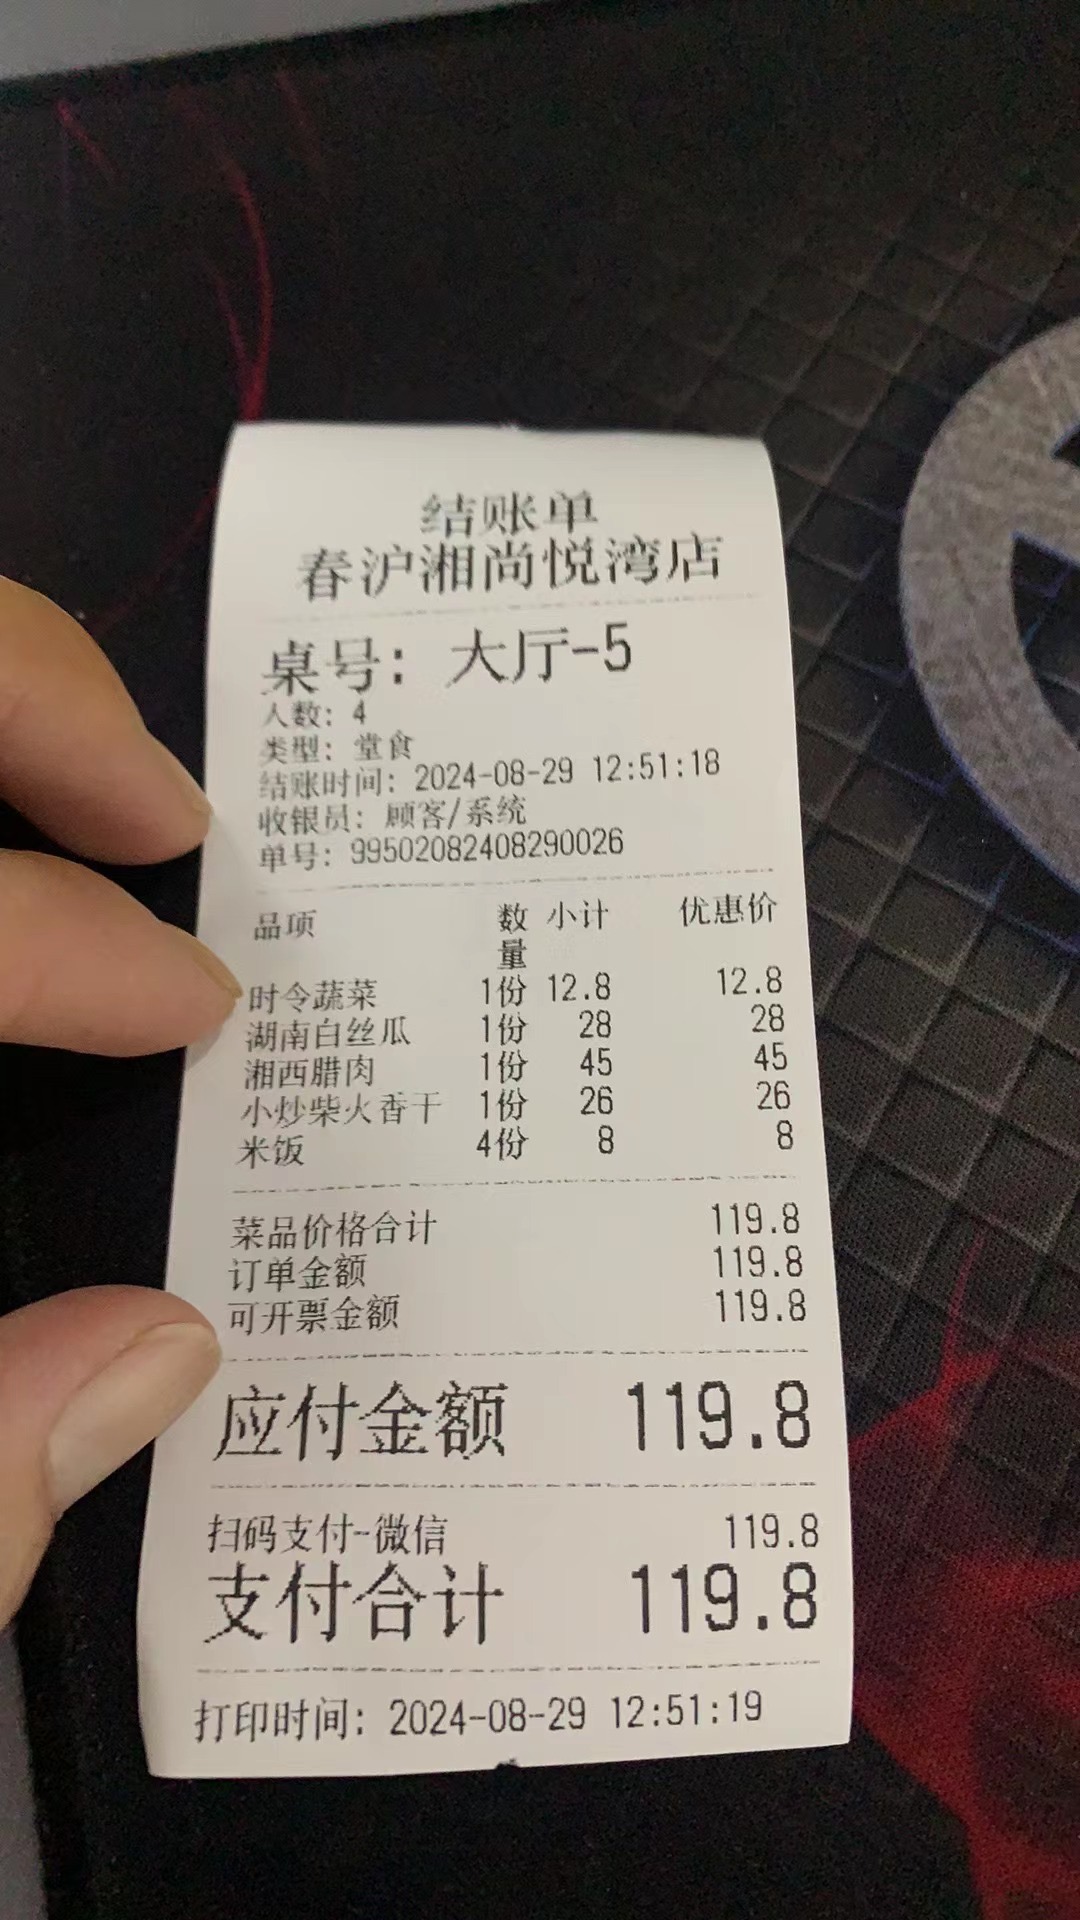 结账单
春沪湘尚悦湾店
桌号: 大厅-5
人数: 4
类型: 堂食
结账时间: 2024-08-29 12:51:18
收银员: 顾客/系统
单号: 99502082408290026
品项 数量 小计 优惠价
时令蔬菜 1份 12.8 12.8
湖南白丝瓜 1份 28 28
湘西腊肉 1份 45 45
小炒柴火香干 1份 26 26
米饭 4份 8 8
菜品价格合计 119.8
订单金额 119.8
可开票金额 119.8
应付金额 119.8
扫码支付-微信 119.8
支付合计 119.8
打印时间: 2024-08-29 12:51:19